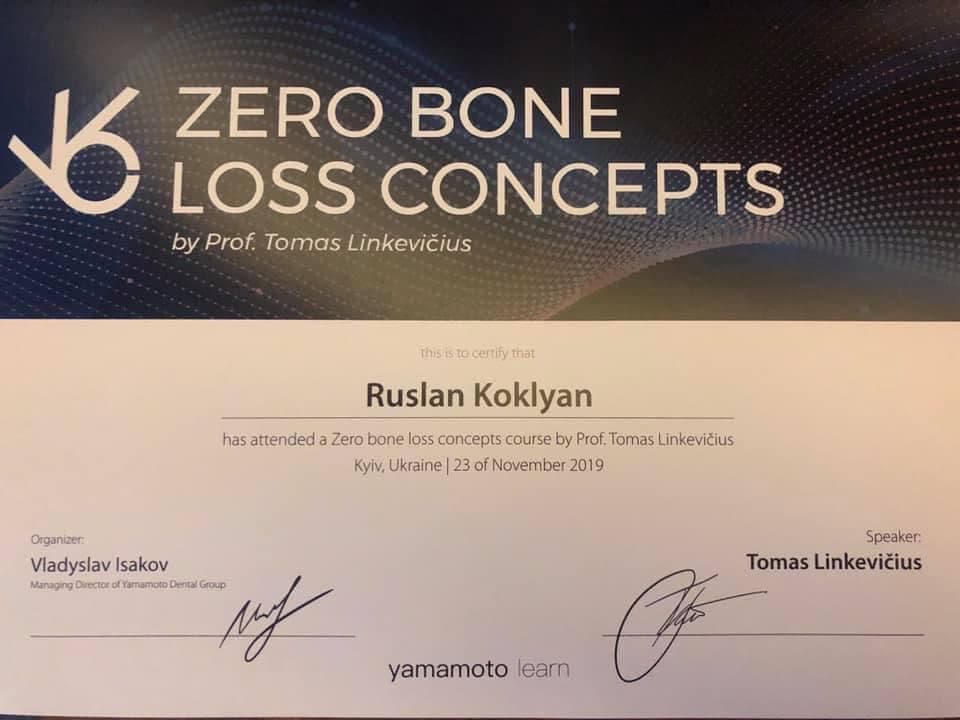 ZERO BONE
LOSS CONCEPTS
by Prof. Tomas Linkevičius
this is to certify that
Ruslan Koklyan
has attended a Zero bone loss concepts course by Prof. Tomas Linkevičius
Kyiv, Ukraine | 23 of November 2019
Organizer:
Vladyslav Isakov
Managing Director of Yamamoto Dental Group
Speaker:
Tomas Linkevičius
yamamoto learn